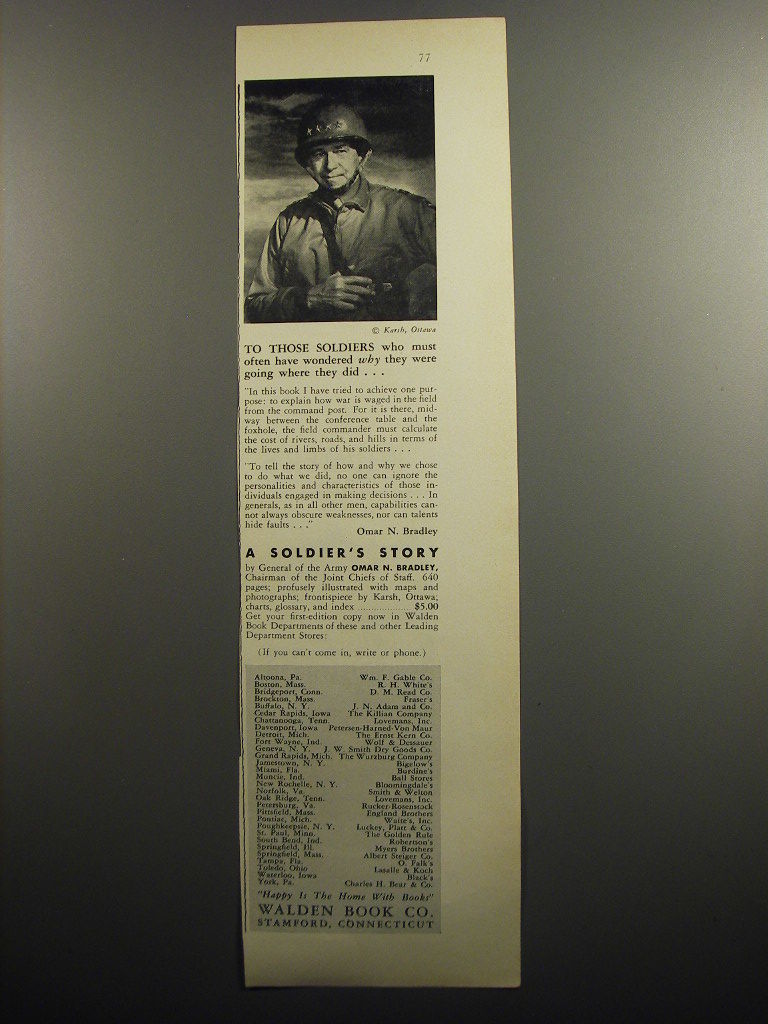 77
© Karsh, Ottawa
TO THOSE SOLDIERS who must
often have wondered why they were
going where they did . . .
"In this book I have tried to achieve one pur-
pose: to explain how war is waged in the field
from the command post. For it is there, mid-
way between the conference table and the
foxhole, the field commander must calculate
the cost of rivers, roads, and hills in terms of
the lives and limbs of his soldiers . . .
"To tell the story of how and why we chose
to do what we did, no one can ignore the
personalities and characteristics of those in-
dividuals engaged in making decisions . . . In
generals, as in all other men, capabilities can-
not always obscure weaknesses, nor can talents
hide faults . . ."
Omar N. Bradley
A SOLDIER'S STORY
by General of the Army OMAR N. BRADLEY,
Chairman of the Joint Chiefs of Staff. 640
pages; profusely illustrated with maps and
photographs; frontispiece by Karsh, Ottawa;
charts, glossary, and index .................... $5.00
Get your first-edition copy now in Walden
Book Departments of these and other Leading
Department Stores:
(If you can't come in, write or phone.)
Altoona, Pa. Wm. F. Gable Co.
Boston, Mass. R. H. White's
Bridgeport, Conn. D. M. Read Co.
Brockton, Mass. Fraser's
Buffalo, N. Y. J. N. Adam and Co.
Cedar Rapids, Iowa The Killian Company
Chattanooga, Tenn. Lovemans, Inc.
Davenport, Iowa Petersen-Harned-Von Maur
Detroit, Mich. The Ernst Kern Co.
Fort Wayne, Ind. Wolf & Dessauer
Geneva, N. Y. J. W. Smith Dry Goods Co.
Grand Rapids, Mich. The Wurzburg Company
Jamestown, N. Y. Bigelow's
Miami, Fla. Burdine's
Muncie, Ind. Ball Stores
New Rochelle, N. Y. Bloomingdale's
Norfolk, Va. Smith & Welton
Oak Ridge, Tenn. Lovemans, Inc.
Petersburg, Va. Rucker-Rosenstock
Pittsfield, Mass. England Brothers
Pontiac, Mich. Waite's, Inc.
Poughkeepsie, N. Y. Luckey, Platt & Co.
St. Paul, Minn. The Golden Rule
South Bend, Ind. Robertson's
Springfield, Ill. Myers Brothers
Springfield, Mass. Albert Steiger Co.
Tampa, Fla. O. Falk's
Toledo, Ohio Lasalle & Koch
Waterloo, Iowa Black's
York, Pa. Charles H. Bear & Co.
"Happy Is The Home With Books"
WALDEN BOOK CO.
STAMFORD, CONNECTICUT